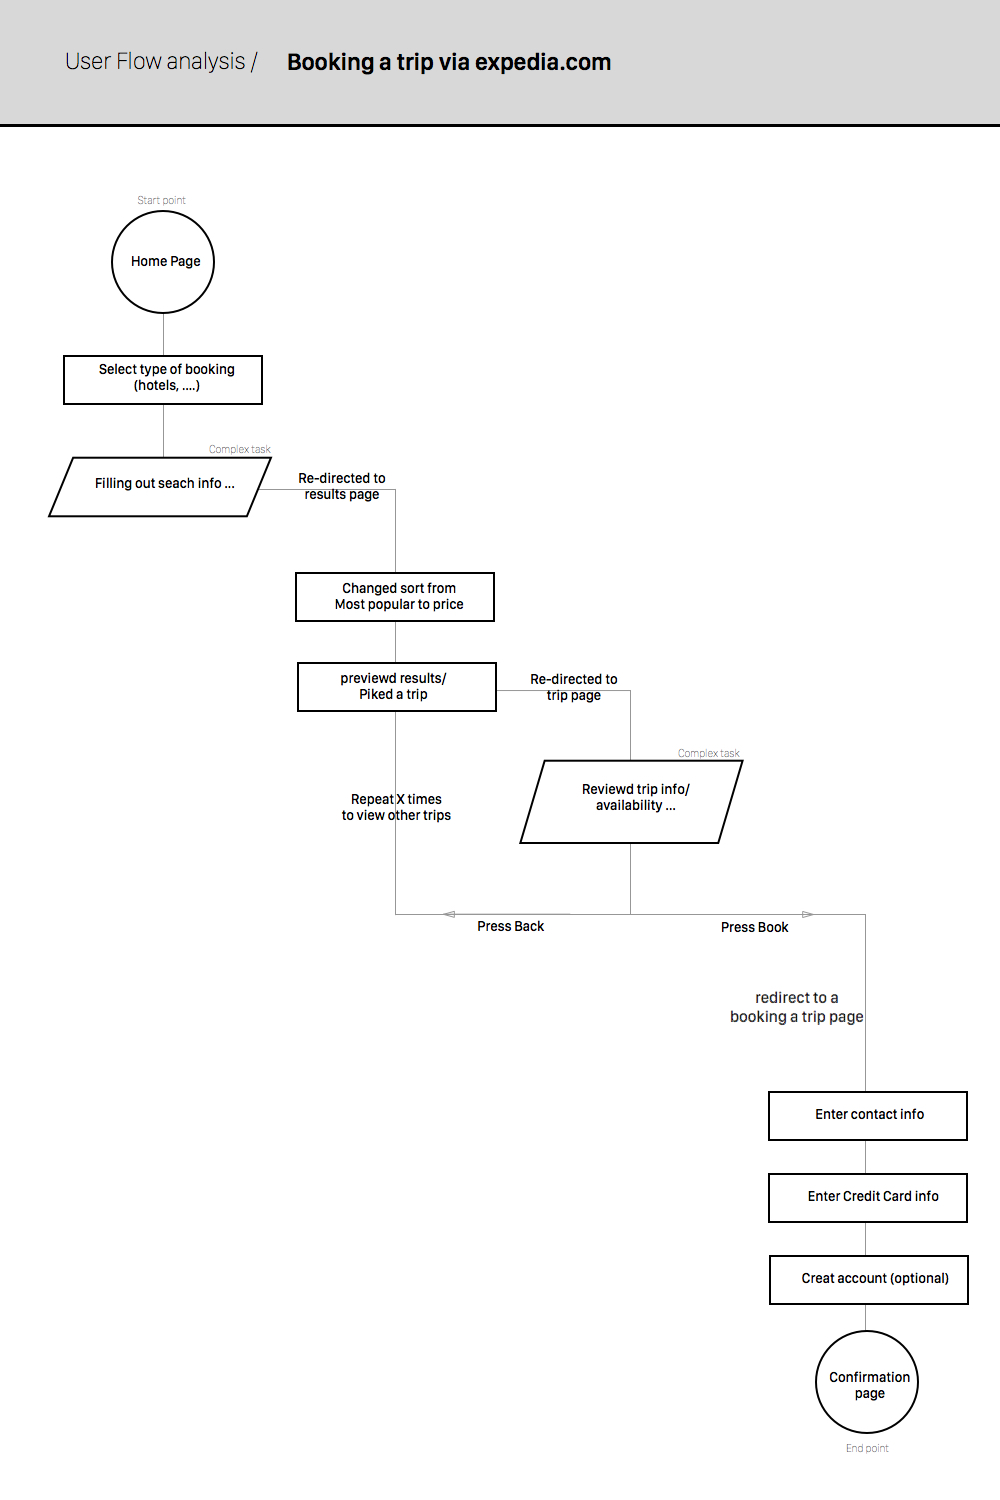 User Flow analysis / Booking a trip via expedia.com
Start point
Home Page
Select type of booking
(hotels, ....)
Complex task
Filling out seach info ...
Re-directed to
results page
Changed sort from
Most popular to price
previewd results/
Piked a trip
Re-directed to
trip page
Complex task
Reviewd trip info/
availability ...
Repeat X times
to view other trips
Press Back
Press Book
redirect to a
booking a trip page
Enter contact info
Enter Credit Card info
Creat account (optional)
Confirmation
page
End point